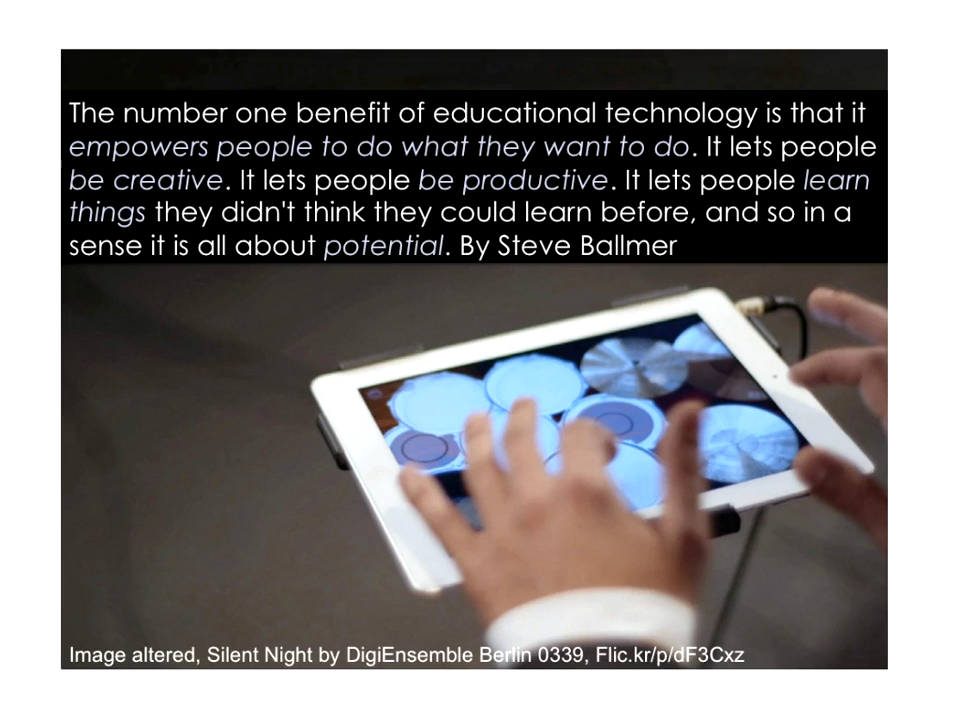 The number one benefit of educational technology is that it
empowers people to do what they want to do. It lets people
be creative. It lets people be productive. It lets people learn
things they didn't think they could learn before, and so in a
sense it is all about potential. By Steve Ballmer
Image altered, Silent Night by DigiEnsemble Berlin 0339, Flic.kr/p/dF3Cxz